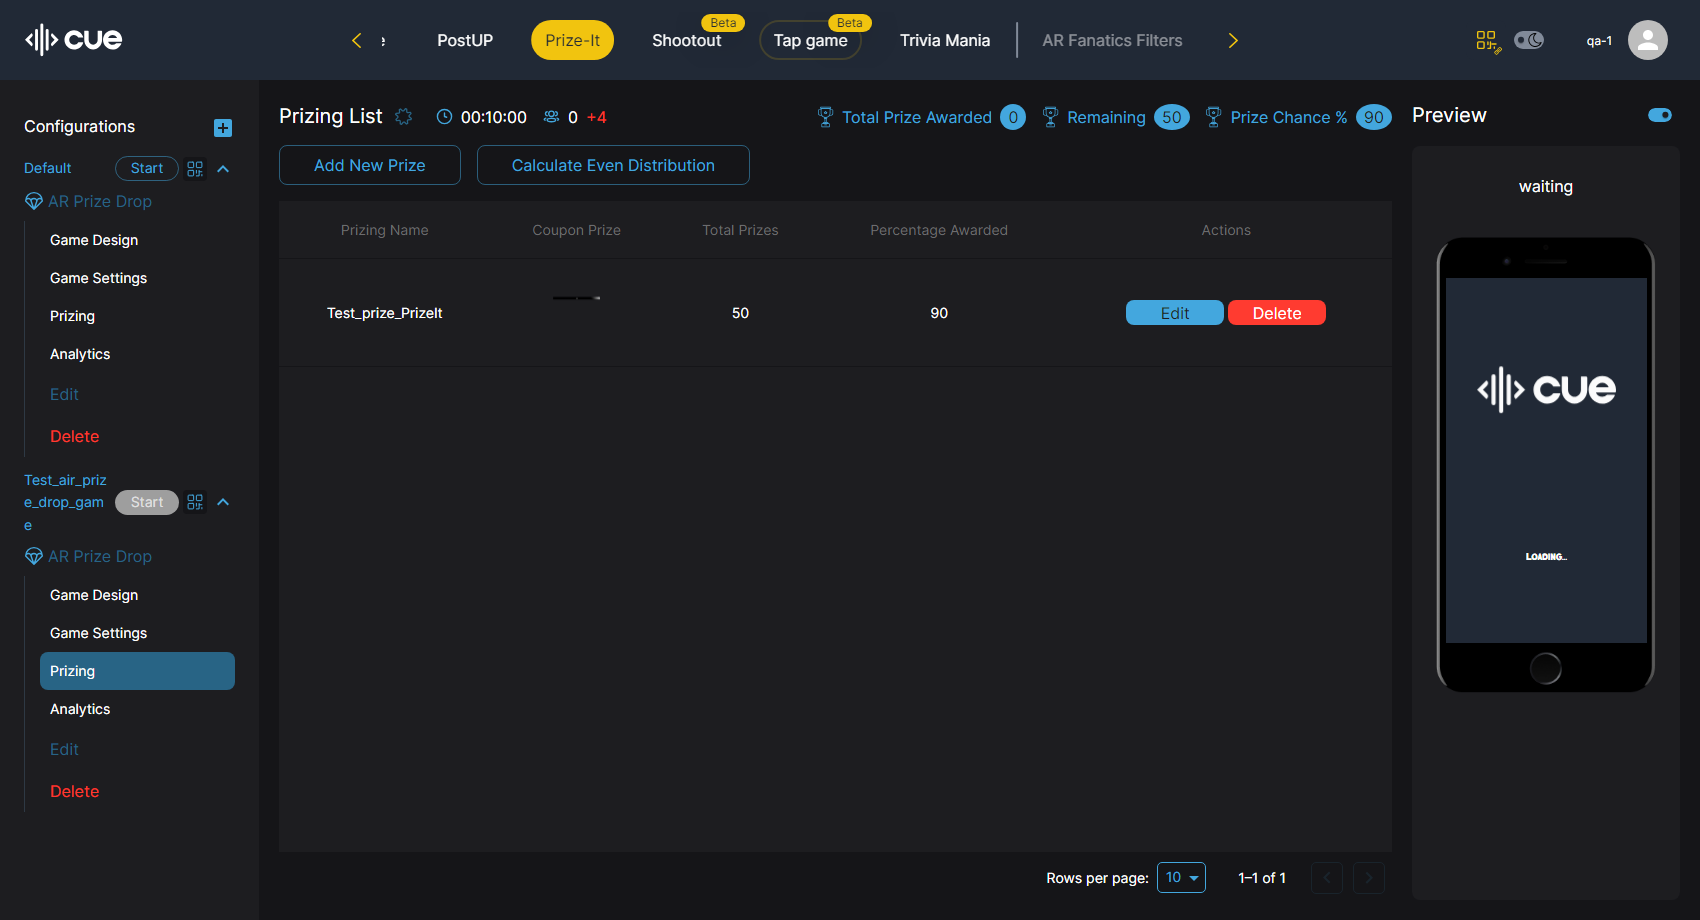 cue
PostUP
Prize-It
Shootout
Beta
Tap game
Beta
Trivia Mania
AR Fanatics Filters
qa-1
Configurations
Default
Start
AR Prize Drop
Game Design
Game Settings
Prizing
Analytics
Edit
Delete
Test_air_priz
e_drop_gam
e
Start
AR Prize Drop
Game Design
Game Settings
Prizing
Analytics
Edit
Delete
Prizing List
00:10:00
0 +4
Total Prize Awarded 0
Remaining 50
Prize Chance % 90
Add New Prize
Calculate Even Distribution
Prizing Name Coupon Prize Total Prizes Percentage Awarded Actions
Test_prize_PrizeIt 50 90 Edit Delete
Rows per page: 10 1–1 of 1
Preview
waiting
cue
LOADING...